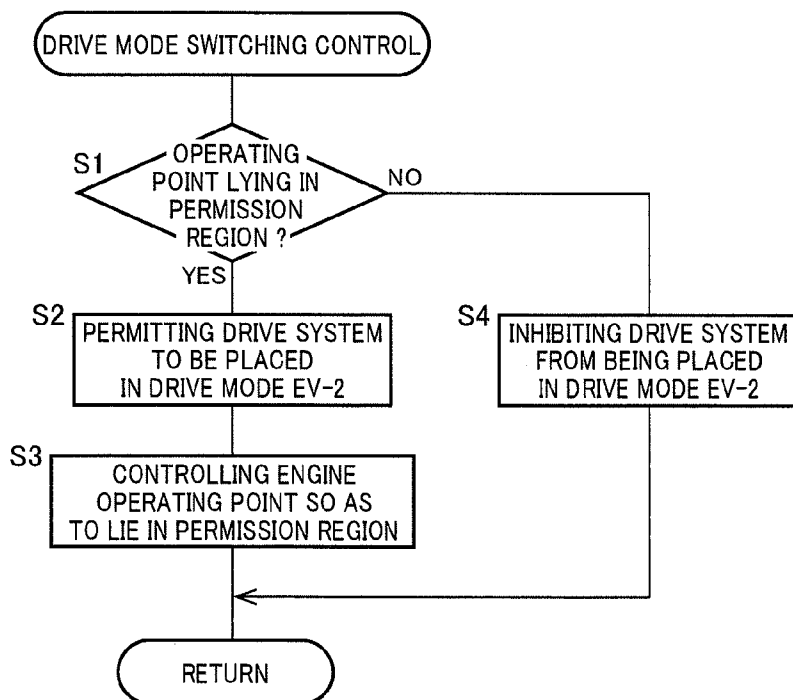 DRIVE MODE SWITCHING CONTROL
S1
OPERATING
POINT LYING IN
PERMISSION
REGION ?
NO
YES
S2
PERMITTING DRIVE SYSTEM
TO BE PLACED
IN DRIVE MODE EV-2
S4
INHIBITING DRIVE SYSTEM
FROM BEING PLACED
IN DRIVE MODE EV-2
S3
CONTROLLING ENGINE
OPERATING POINT SO AS
TO LIE IN PERMISSION REGION
RETURN